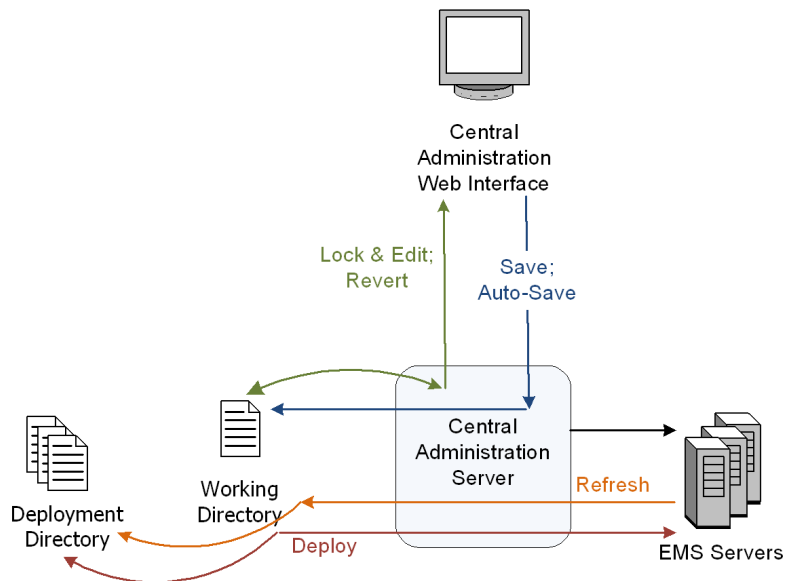 Central
Administration
Web Interface
Lock & Edit;
Revert
Save;
Auto-Save
Central
Administration
Server
Working
Directory
Deployment
Directory
Refresh
Deploy
EMS Servers